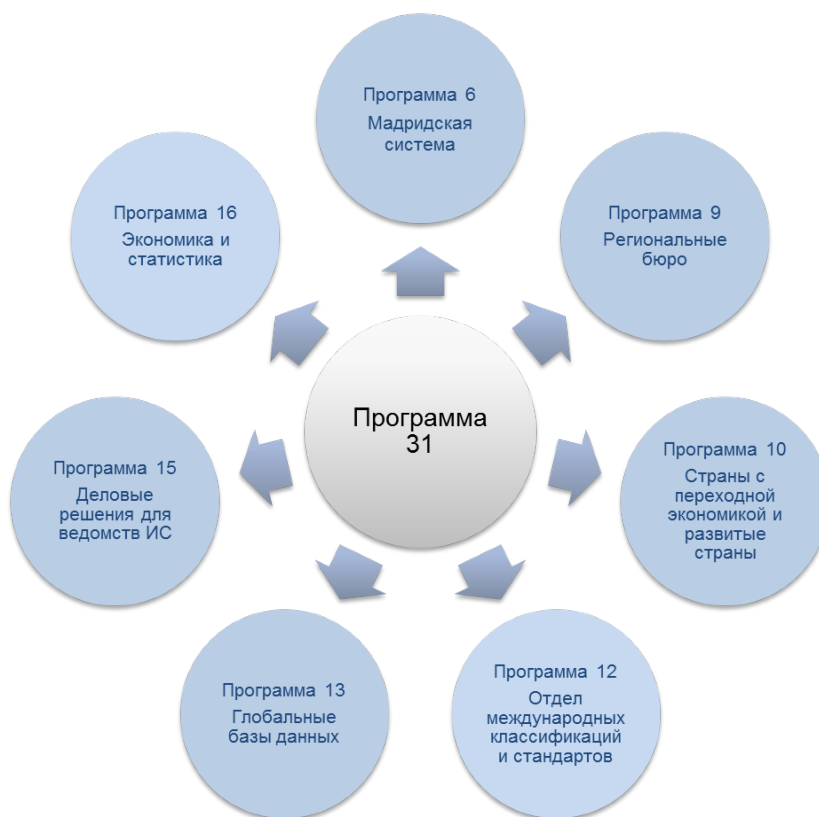 Программа 6
Мадридская
система
Программа 16
Экономика и
статистика
Программа 9
Региональные
бюро
Программа
31
Программа 15
Деловые
решения для
ведомств ИС
Программа 10
Страны с
переходной
экономикой и
развитые
страны
Программа 13
Глобальные
базы данных
Программа 12
Отдел
международных
классификаций
и стандартов